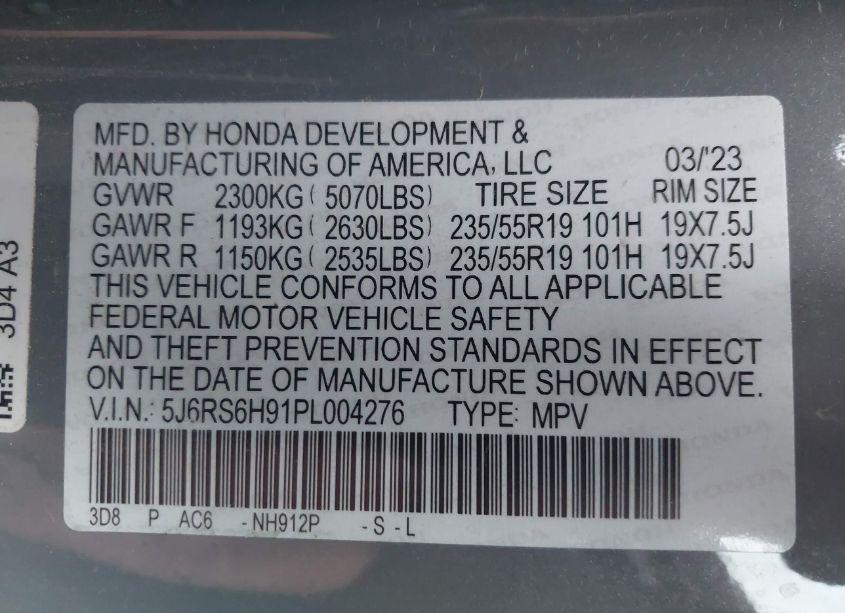 MFD. BY HONDA DEVELOPMENT &
MANUFACTURING OF AMERICA, LLC 03/'23
GVWR 2300KG ( 5070LBS) TIRE SIZE RIM SIZE
GAWR F 1193KG ( 2630LBS) 235/55R19 101H 19X7.5J
GAWR R 1150KG ( 2535LBS) 235/55R19 101H 19X7.5J
THIS VEHICLE CONFORMS TO ALL APPLICABLE
FEDERAL MOTOR VEHICLE SAFETY
AND THEFT PREVENTION STANDARDS IN EFFECT
ON THE DATE OF MANUFACTURE SHOWN ABOVE.
V.I.N.: 5J6RS6H91PL004276 TYPE: MPV
3D8 P AC6 -NH912P -S-L
3D4 A3